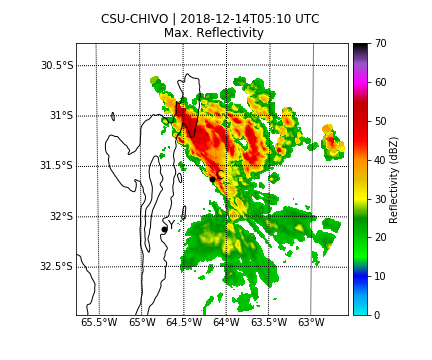 CSU-CHIVO | 2018-12-14T05:10 UTC
Max. Reflectivity
30.5°S
31°S
31.5°S
32°S
32.5°S
65.5°W 65°W 64.5°W 64°W 63.5°W 63°W
C
Y
70
60
50
40
30
20
10
0
Reflectivity (dBZ)